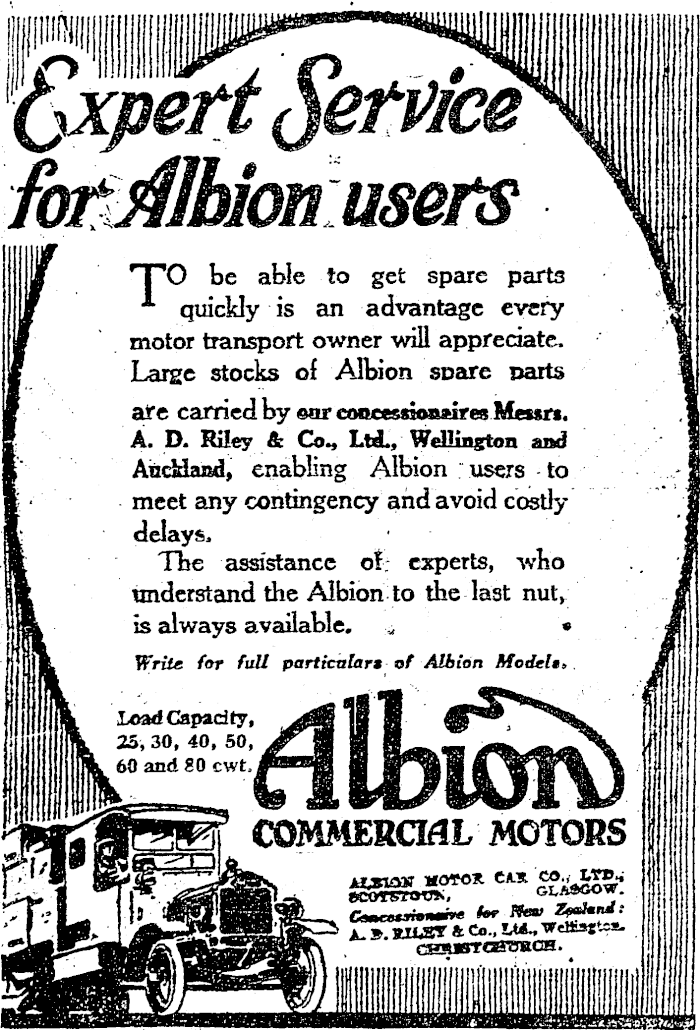 Expert Service
for Albion users
TO be able to get spare parts
quickly is an advantage every
motor transport owner will appreciate.
Large stocks of Albion spare parts
are carried by our concessionaires Messrs.
A. D. Riley & Co., Ltd., Wellington and
Auckland, enabling Albion users to
meet any contingency and avoid costly
delays.
The assistance of experts, who
understand the Albion to the last nut,
is always available.
Write for full particulars of Albion Models.
Load Capacity,
25, 30, 40, 50,
60 and 80 cwt.
Albion
COMMERCIAL MOTORS
ALBION MOTOR CAR CO., LTD.,
SCOTSTOUN, GLASGOW.
Concessionaire for New Zealand:
A. D. RILEY & Co., Ltd., Wellington.
CHRISTCHURCH.